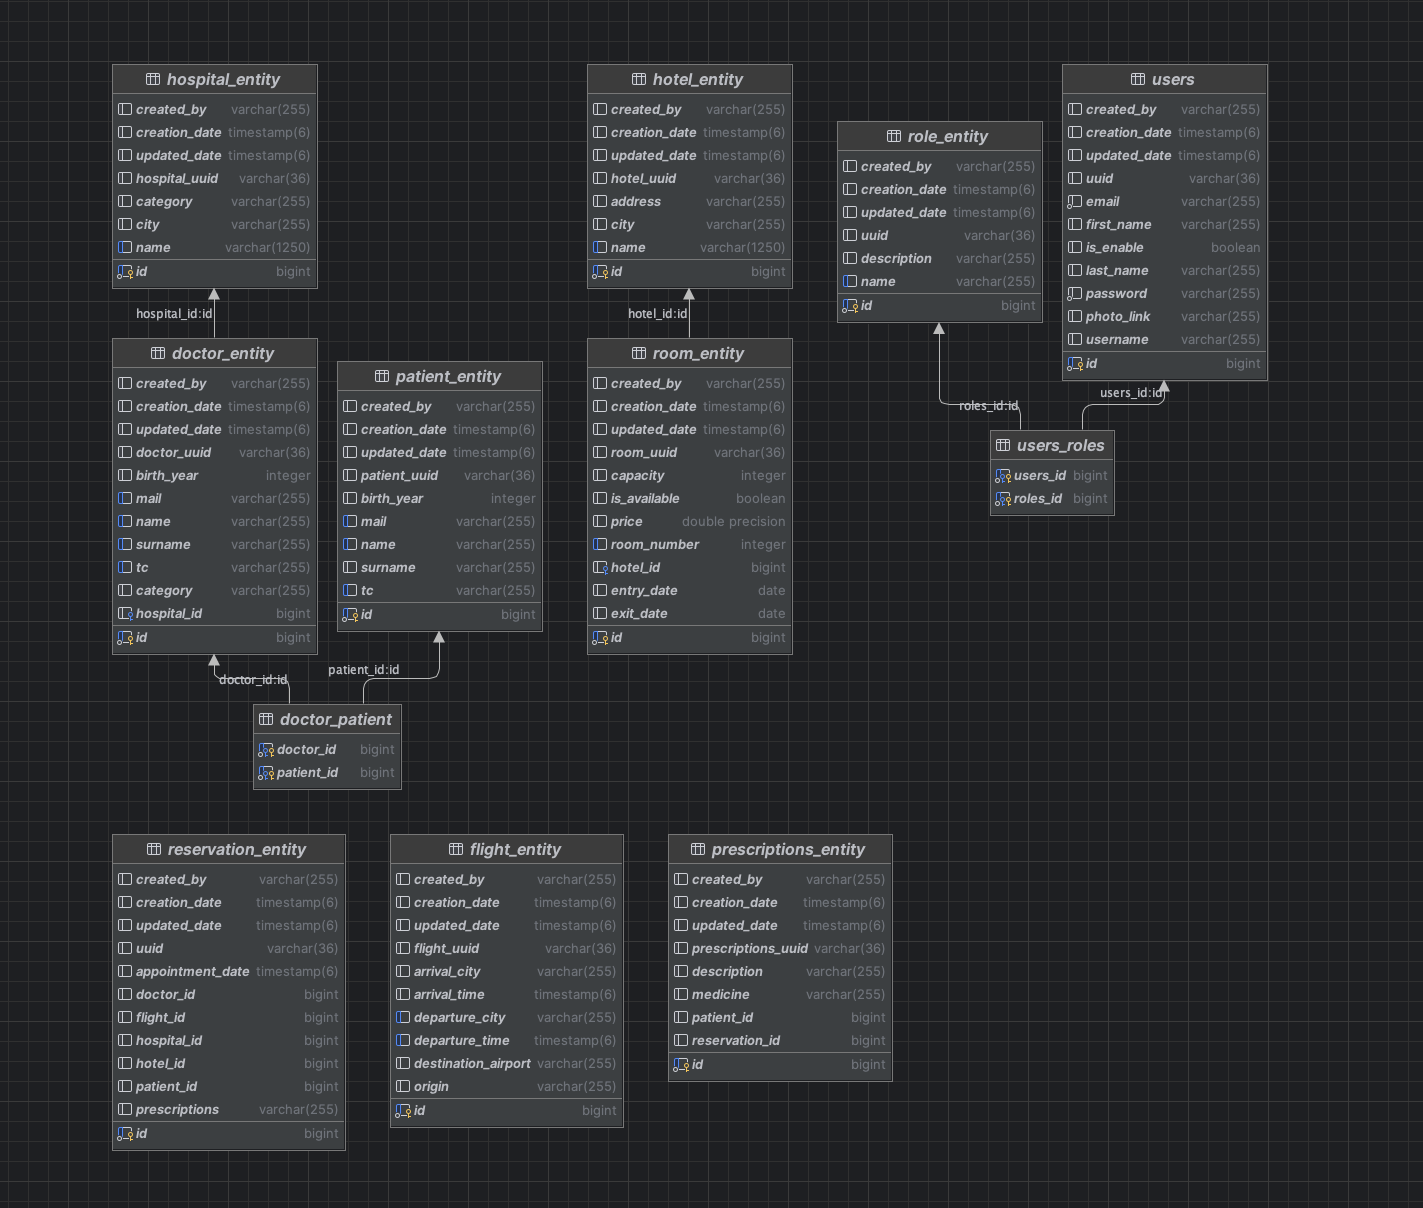 hospital_entity
created_by varchar(255)
creation_date timestamp(6)
updated_date timestamp(6)
hospital_uuid varchar(36)
category varchar(255)
city varchar(255)
name varchar(1250)
id bigint
hotel_entity
created_by varchar(255)
creation_date timestamp(6)
updated_date timestamp(6)
hotel_uuid varchar(36)
address varchar(255)
city varchar(255)
name varchar(1250)
id bigint
role_entity
created_by varchar(255)
creation_date timestamp(6)
updated_date timestamp(6)
uuid varchar(36)
description varchar(255)
name varchar(255)
id bigint
users
created_by varchar(255)
creation_date timestamp(6)
updated_date timestamp(6)
uuid varchar(36)
email varchar(255)
first_name varchar(255)
is_enable boolean
last_name varchar(255)
password varchar(255)
photo_link varchar(255)
username varchar(255)
id bigint
hospital_id:id
hotel_id:id
roles_id:id
users_id:id
doctor_entity
created_by varchar(255)
creation_date timestamp(6)
updated_date timestamp(6)
doctor_uuid varchar(36)
birth_year integer
mail varchar(255)
name varchar(255)
surname varchar(255)
tc varchar(255)
category varchar(255)
hospital_id bigint
id bigint
patient_entity
created_by varchar(255)
creation_date timestamp(6)
updated_date timestamp(6)
patient_uuid varchar(36)
birth_year integer
mail varchar(255)
name varchar(255)
surname varchar(255)
tc varchar(255)
id bigint
room_entity
created_by varchar(255)
creation_date timestamp(6)
updated_date timestamp(6)
room_uuid varchar(36)
capacity integer
is_available boolean
price double precision
room_number integer
hotel_id bigint
entry_date date
exit_date date
id bigint
users_roles
users_id bigint
roles_id bigint
doctor_id:id
patient_id:id
doctor_patient
doctor_id bigint
patient_id bigint
reservation_entity
created_by varchar(255)
creation_date timestamp(6)
updated_date timestamp(6)
uuid varchar(36)
appointment_date timestamp(6)
doctor_id bigint
flight_id bigint
hospital_id bigint
hotel_id bigint
patient_id bigint
prescriptions varchar(255)
id bigint
flight_entity
created_by varchar(255)
creation_date timestamp(6)
updated_date timestamp(6)
flight_uuid varchar(36)
arrival_city varchar(255)
arrival_time timestamp(6)
departure_city varchar(255)
departure_time timestamp(6)
destination_airport varchar(255)
origin varchar(255)
id bigint
prescriptions_entity
created_by varchar(255)
creation_date timestamp(6)
updated_date timestamp(6)
prescriptions_uuid varchar(36)
description varchar(255)
medicine varchar(255)
patient_id bigint
reservation_id bigint
id bigint